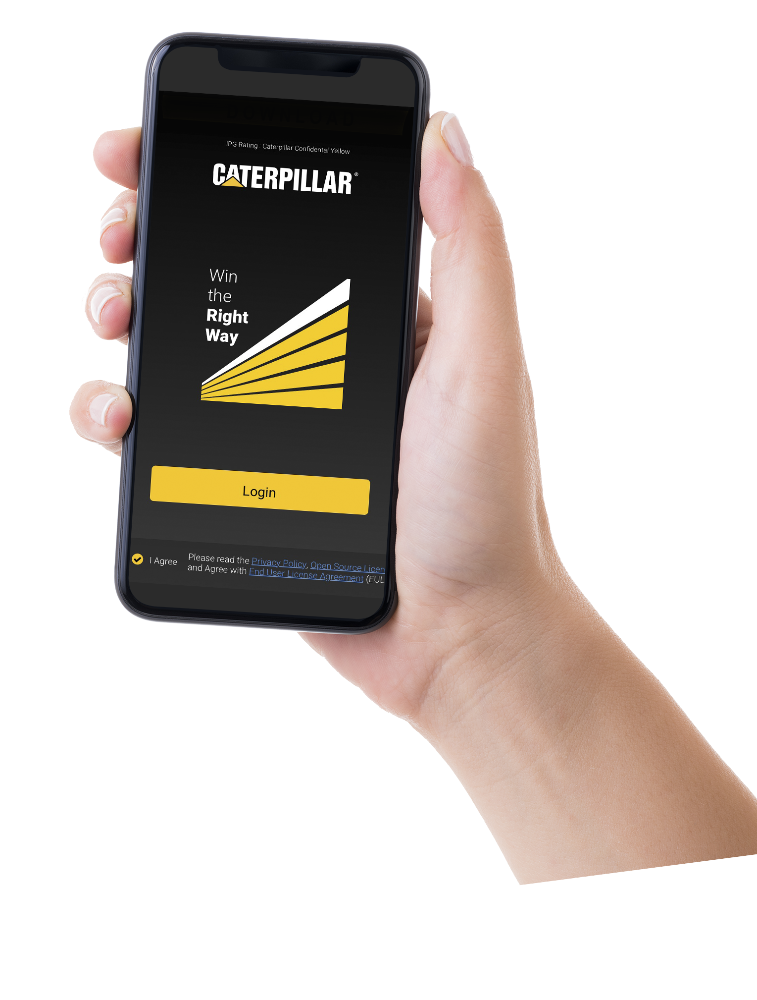 DOWNLOAD
IPG Rating : Caterpillar Confidental Yellow
CATERPILLAR®
Win
the
Right
Way
Login
I Agree
Please read the Privacy Policy, Open Source Licen
and Agree with End User License Agreement (EUL